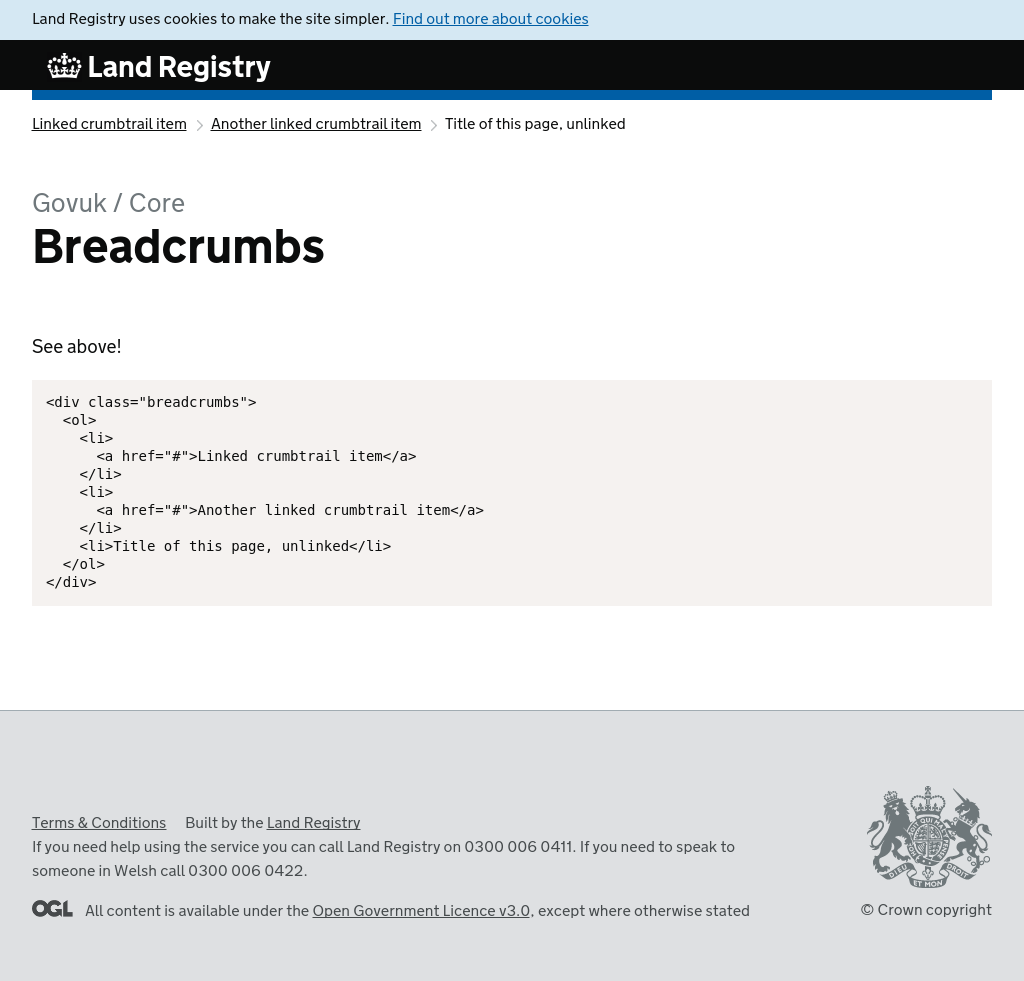 Land Registry uses cookies to make the site simpler. Find out more about cookies
Land Registry
Linked crumbtrail item Another linked crumbtrail item Title of this page, unlinked
Govuk / Core
Breadcrumbs
See above!
<div class="breadcrumbs">
  <ol>
    <li>
      <a href="#">Linked crumbtrail item</a>
    </li>
    <li>
      <a href="#">Another linked crumbtrail item</a>
    </li>
    <li>Title of this page, unlinked</li>
  </ol>
</div>
Terms & Conditions Built by the Land Registry
If you need help using the service you can call Land Registry on 0300 006 0411. If you need to speak to
someone in Welsh call 0300 006 0422.
OGL All content is available under the Open Government Licence v3.0, except where otherwise stated
DIEU ET MON DROIT
© Crown copyright